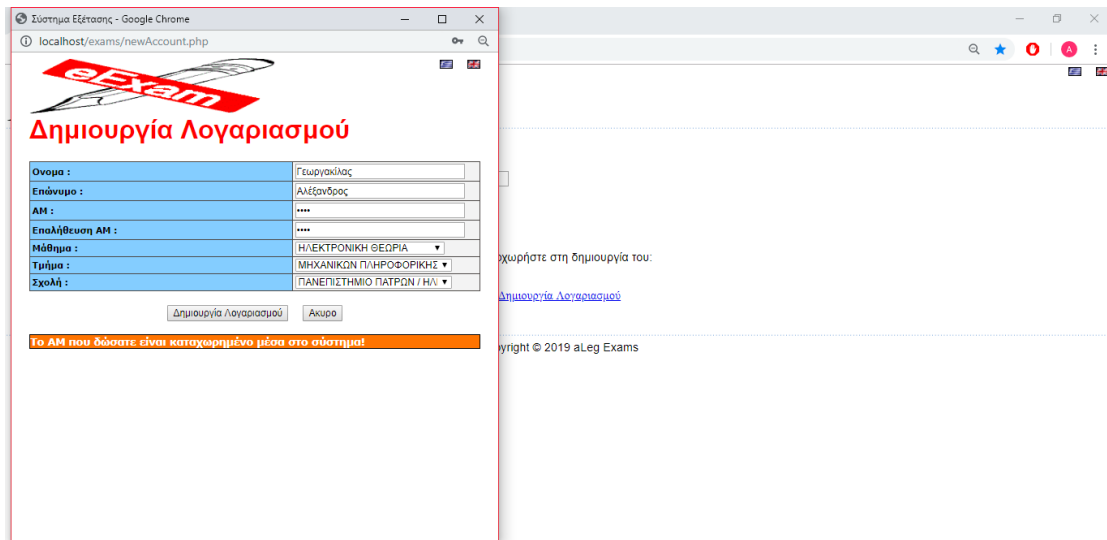 Σύστημα Εξέτασης - Google Chrome
localhost/exams/newAccount.php
eExam
Δημιουργία Λογαριασμού
Ονομα :
Γεωργακίλας
Επώνυμο :
Αλέξανδρος
ΑΜ :
••••
Επαλήθευση ΑΜ :
••••
Μάθημα :
ΗΛΕΚΤΡΟΝΙΚΗ ΘΕΩΡΙΑ
Τμήμα :
ΜΗΧΑΝΙΚΩΝ ΠΛΗΡΟΦΟΡΙΚΗΣ
Σχολή :
ΠΑΝΕΠΙΣΤΗΜΙΟ ΠΑΤΡΩΝ / ΗΛ
Δημιουργία Λογαριασμού
Ακυρο
Το ΑΜ που δώσατε είναι καταχωρημένο μέσα στο σύστημα!
A
χωρήστε στη δημιουργία του:
Δημιουργία Λογαριασμού
yright © 2019 aLeg Exams